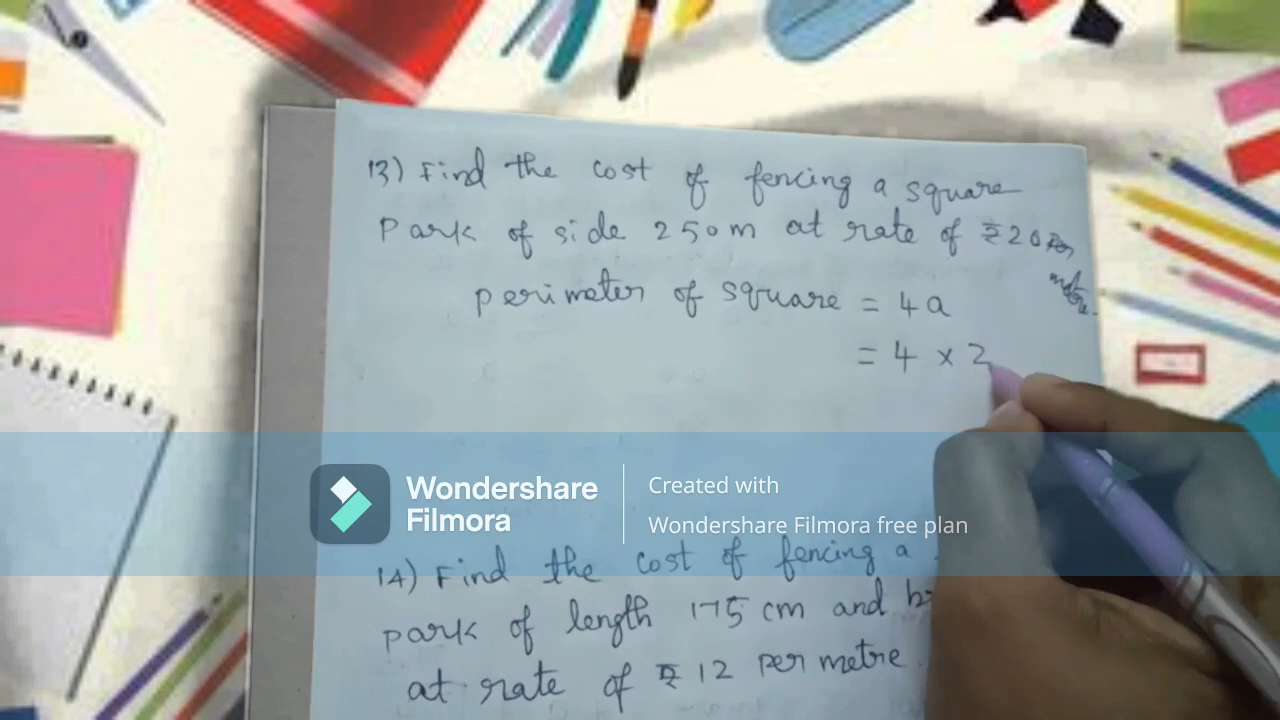 13) Find the cost of fencing a square
Park of side 250m at rate of ₹20 Per
metre.
perimeter of square = 4a
= 4 × 2
Wondershare
Filmora
Created with
Wondershare Filmora free plan
14) Find the cost of fencing a
park of length 175 cm and
at rate of ₹12 per metre